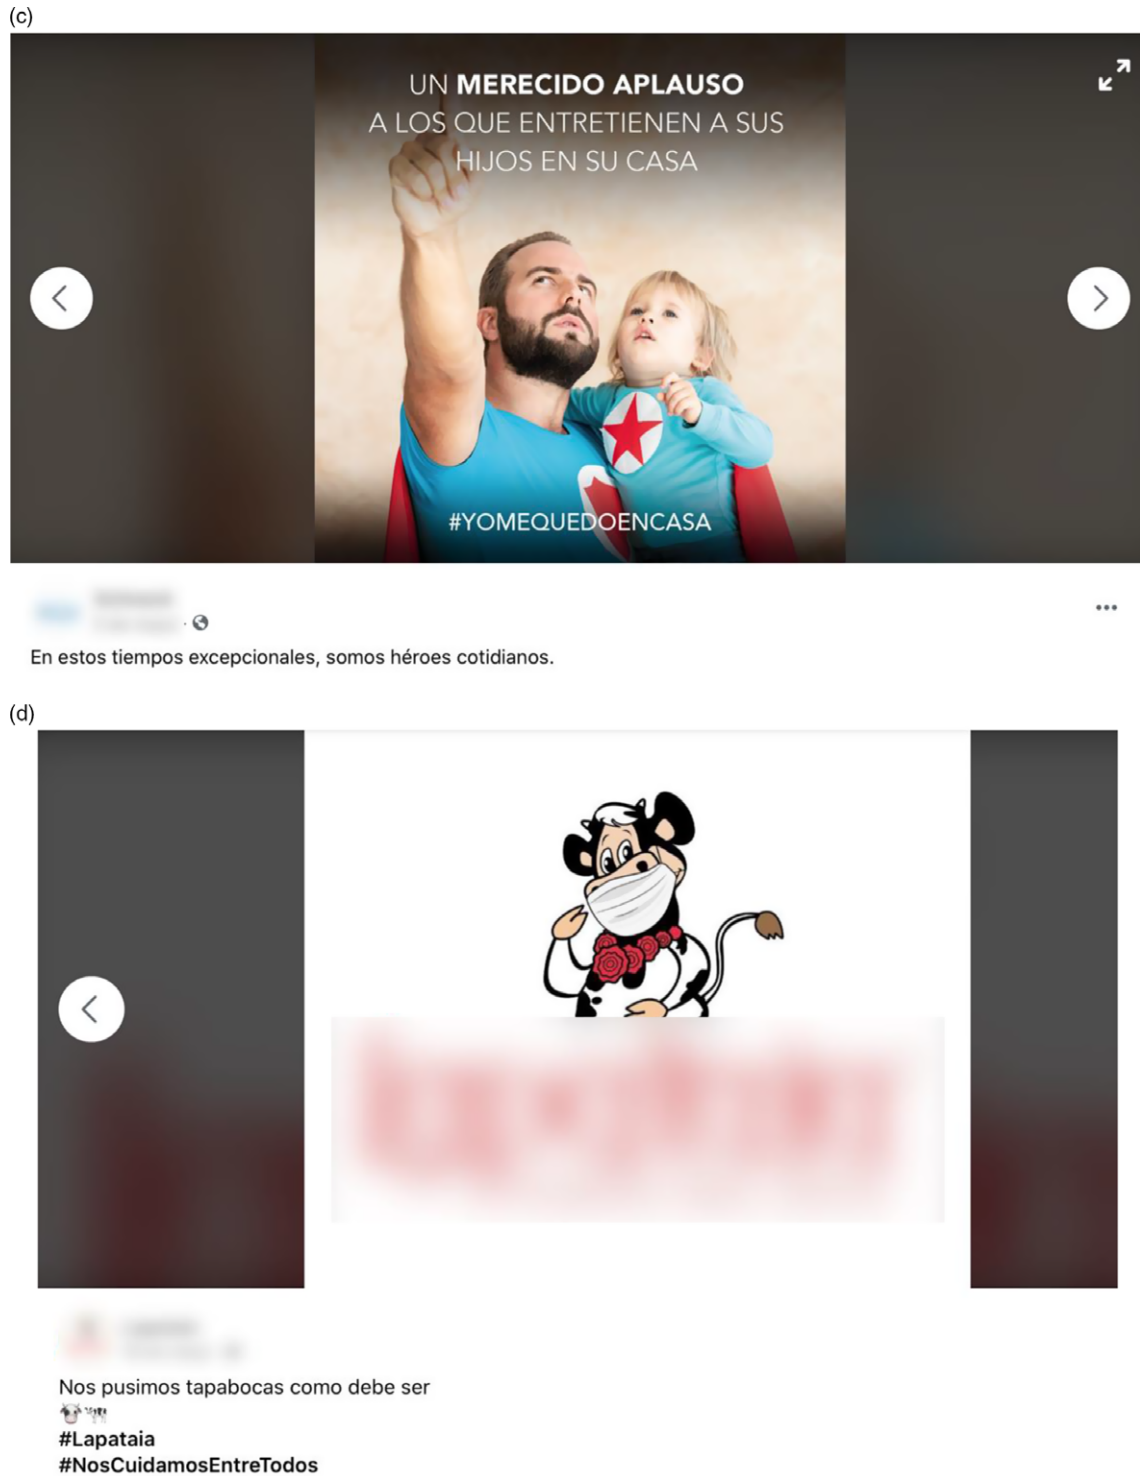 (c)
UN MERECIDO APLAUSO
A LOS QUE ENTRETIENEN A SUS
HIJOS EN SU CASA
#YOMEQUEDOENCASA
En estos tiempos excepcionales, somos héroes cotidianos.
(d)
Nos pusimos tapabocas como debe ser
#Lapataia
#NosCuidamosEntreTodos